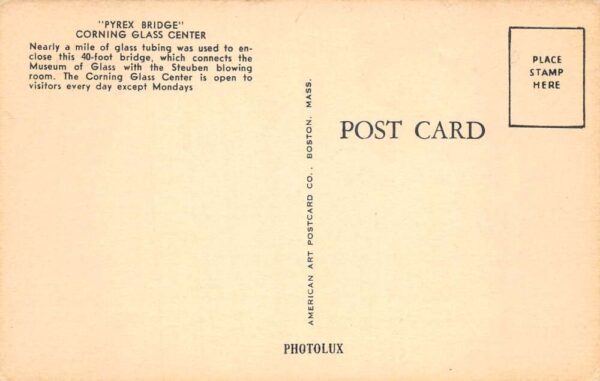 "PYREX BRIDGE"
CORNING GLASS CENTER
Nearly a mile of glass tubing was used to en-
close this 40-foot bridge, which connects the
Museum of Glass with the Steuben blowing
room. The Corning Glass Center is open to
visitors every day except Mondays
AMERICAN ART POSTCARD CO., BOSTON, MASS.
POST CARD
PLACE
STAMP
HERE
PHOTOLUX